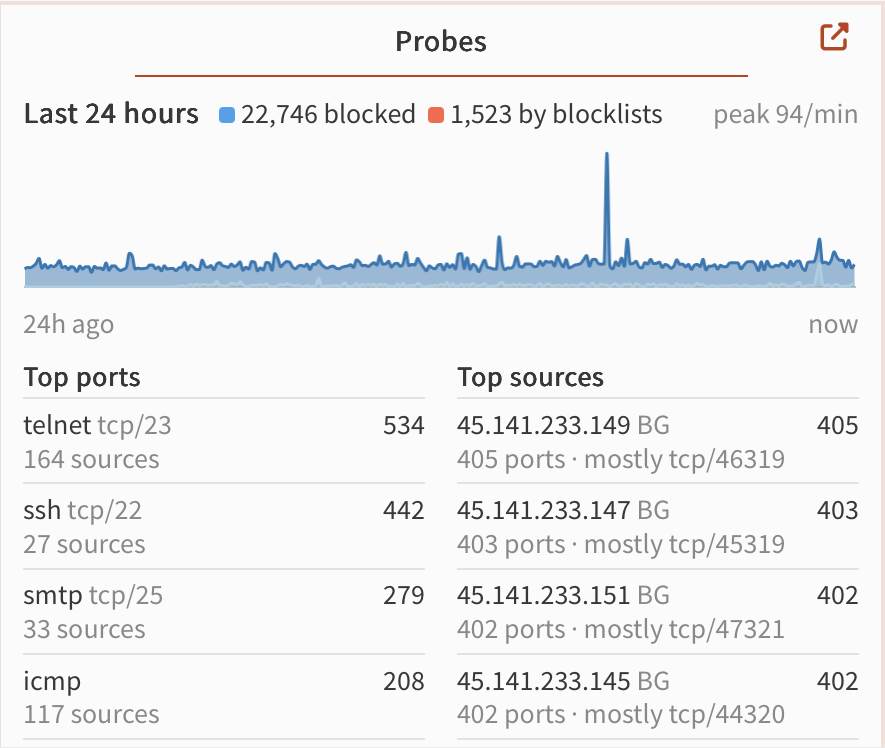 Probes
Last 24 hours 22,746 blocked 1,523 by blocklists peak 94/min
24h ago now
Top ports
telnet tcp/23 534
164 sources
ssh tcp/22 442
27 sources
smtp tcp/25 279
33 sources
icmp 208
117 sources
Top sources
45.141.233.149 BG 405
405 ports · mostly tcp/46319
45.141.233.147 BG 403
403 ports · mostly tcp/45319
45.141.233.151 BG 402
402 ports · mostly tcp/47321
45.141.233.145 BG 402
402 ports · mostly tcp/44320